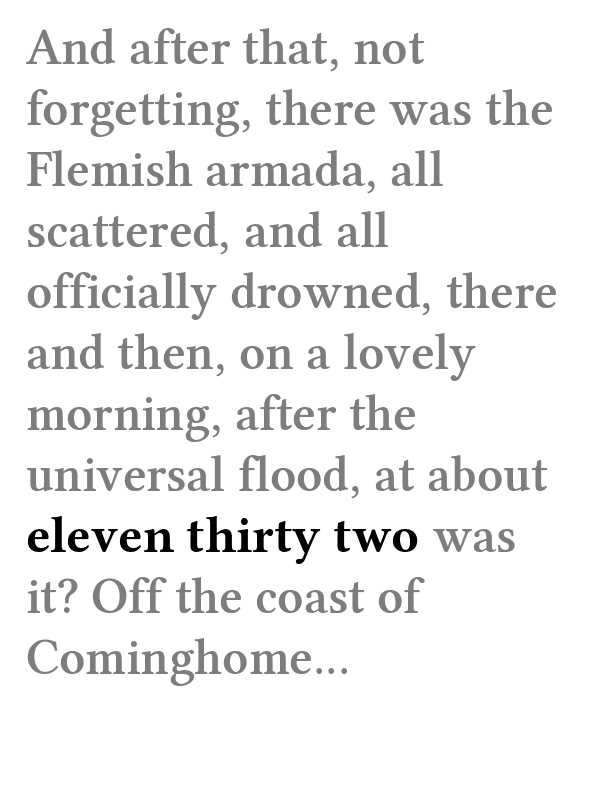 And after that, not
forgetting, there was the
Flemish armada, all
scattered, and all
officially drowned, there
and then, on a lovely
morning, after the
universal flood, at about
eleven thirty two was
it? Off the coast of
Cominghome...